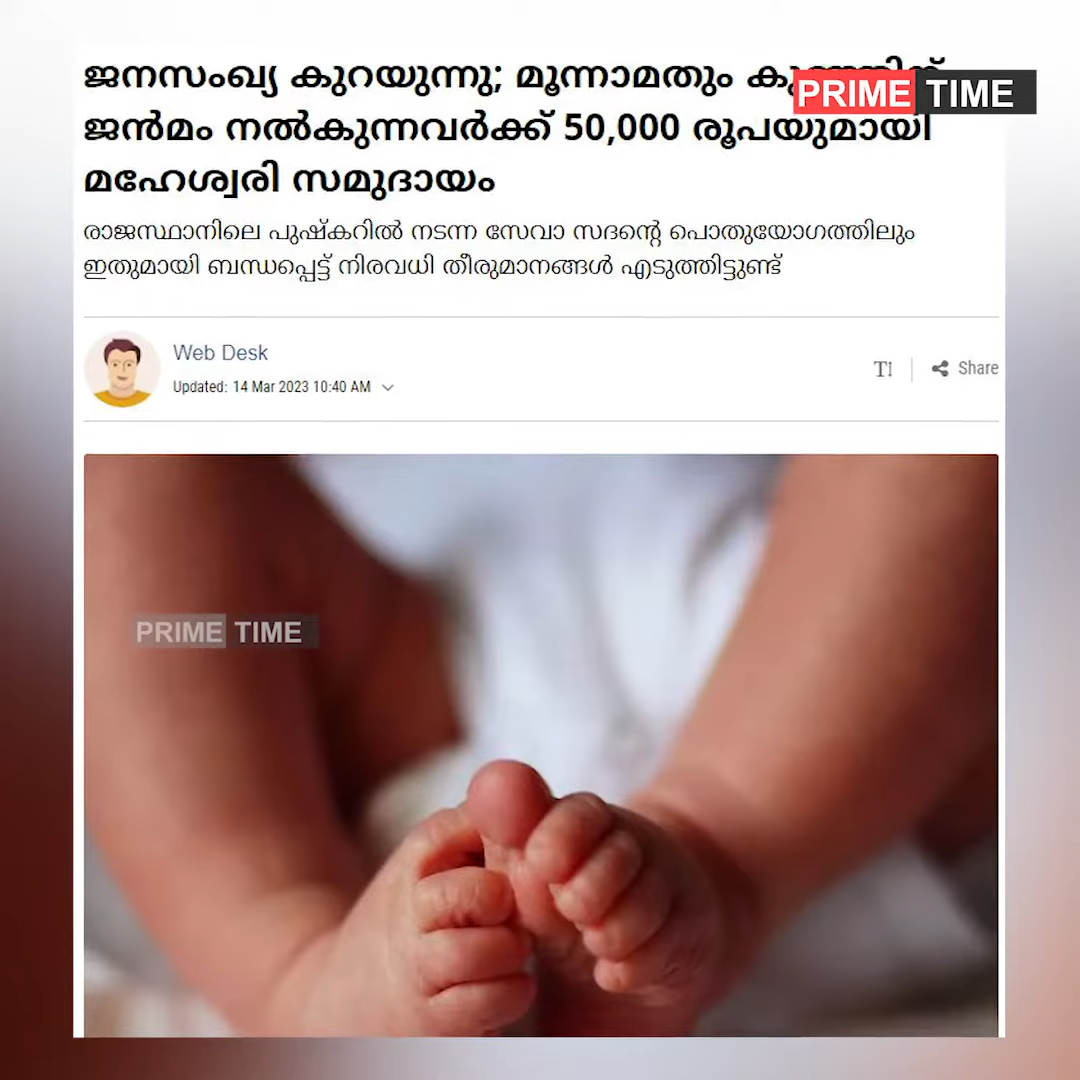 ജനസംഖ്യ കുറയുന്നു; മൂന്നാമതും
PRIME TIME
ജൻമം നൽകുന്നവർക്ക് 50,000 രൂപയുമായി
മഹേശ്വരി സമുദായം
രാജസ്ഥാനിലെ പുഷ്കറിൽ നടന്ന സേവാ സദന്റെ പൊതുയോഗത്തിലും
ഇതുമായി ബന്ധപ്പെട്ട് നിരവധി തീരുമാനങ്ങൾ എടുത്തിട്ടുണ്ട്
Web Desk
Updated: 14 Mar 2023 10:40 AM
Share
PRIME TIME